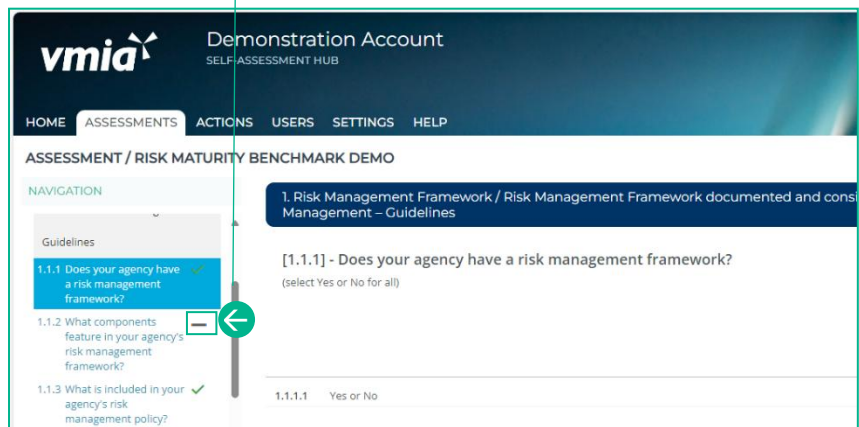 vmia
Demonstration Account
SELF-ASSESSMENT HUB
HOME ASSESSMENTS ACTIONS USERS SETTINGS HELP
ASSESSMENT / RISK MATURITY BENCHMARK DEMO
NAVIGATION
Guidelines
1.1.1 Does your agency have
a risk management
framework?
1.1.2 What components
feature in your agency's
risk management
framework?
1.1.3 What is included in your
agency's risk
management policy?
1. Risk Management Framework / Risk Management Framework documented and consi
Management – Guidelines
[1.1.1] - Does your agency have a risk management framework?
(select Yes or No for all)
1.1.1.1 Yes or No